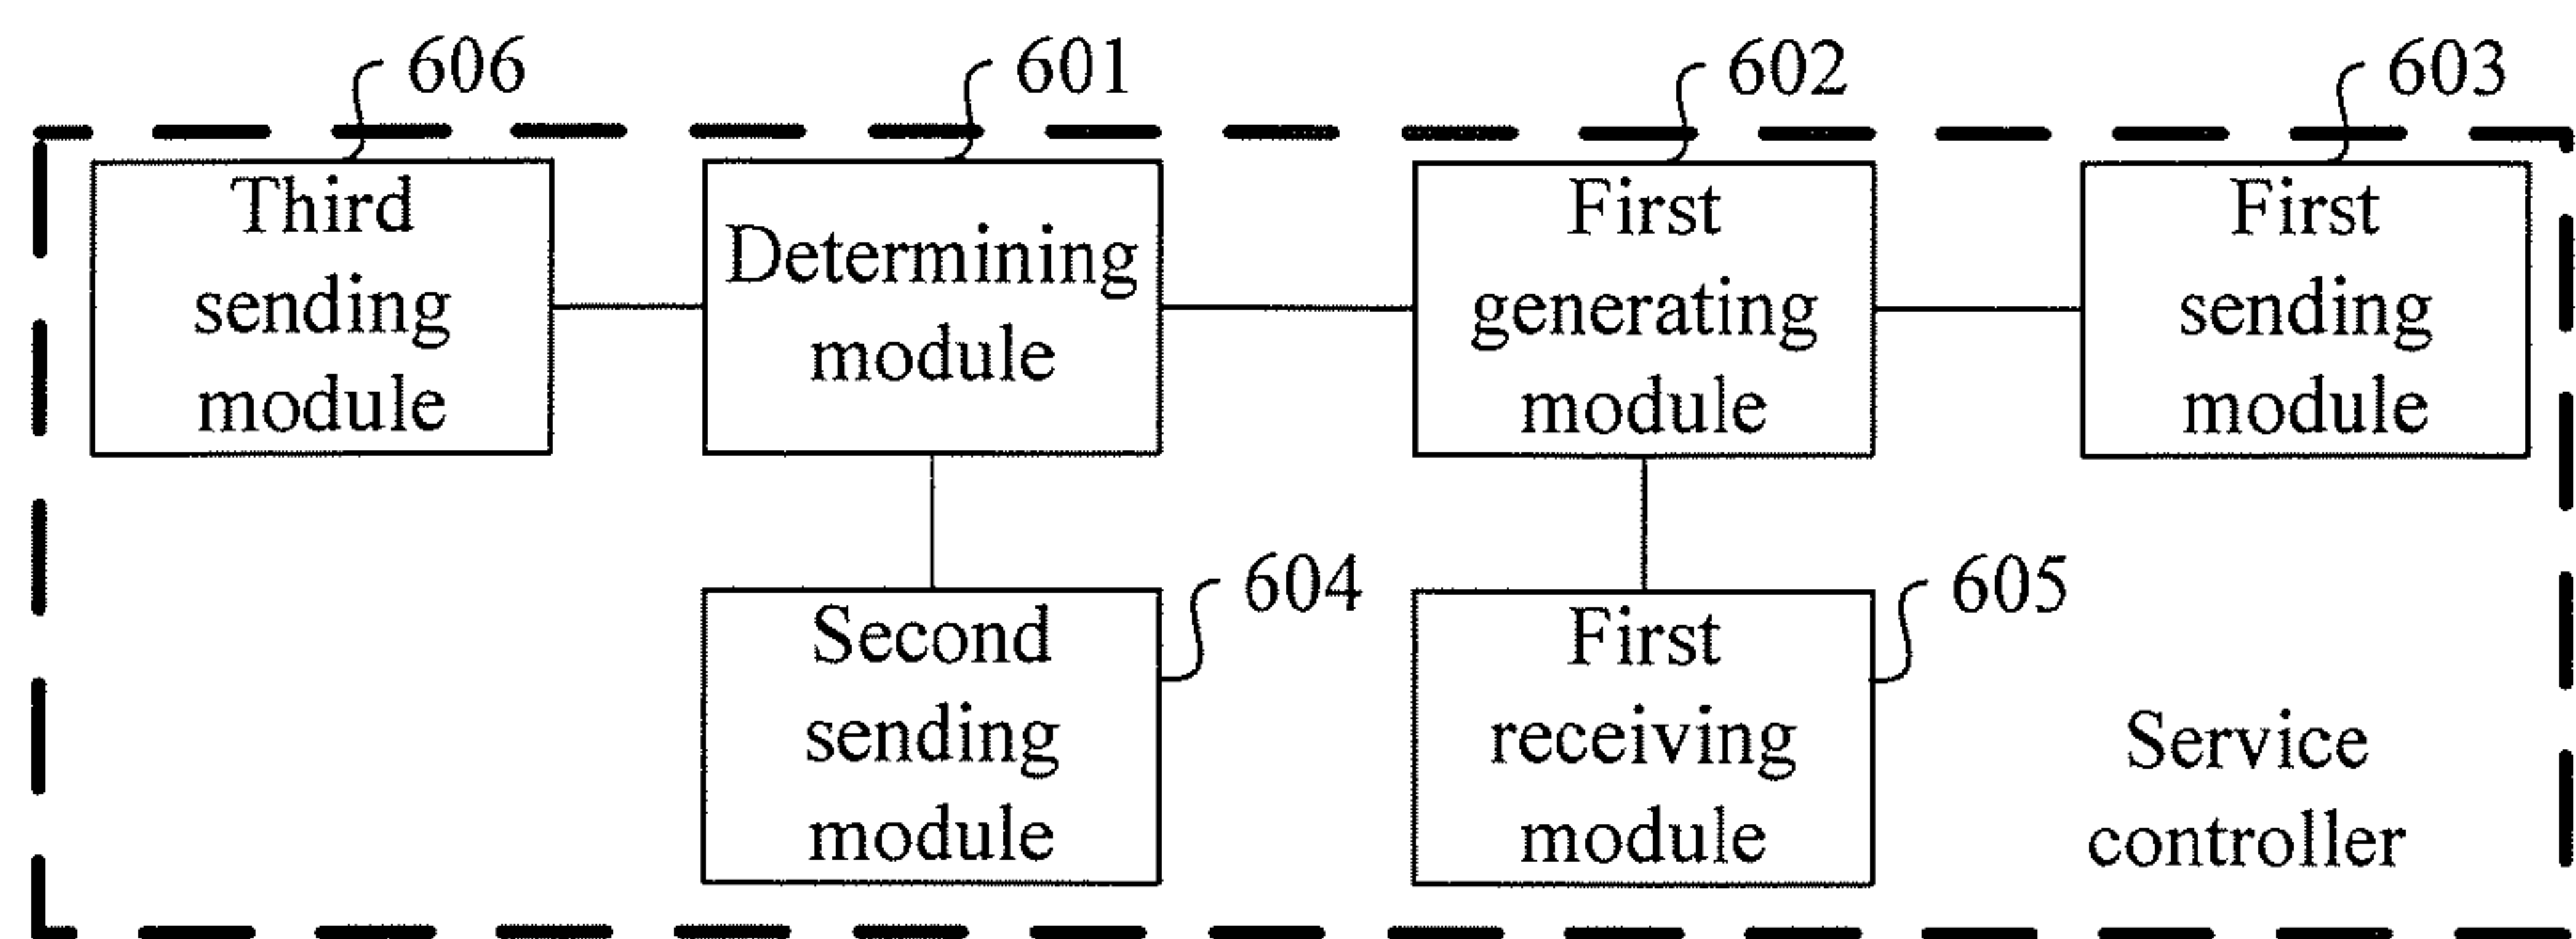 606
601
602
603
Third
sending
module
Determining
module
First
generating
module
First
sending
module
604
605
Second
sending
module
First
receiving
module
Service
controller